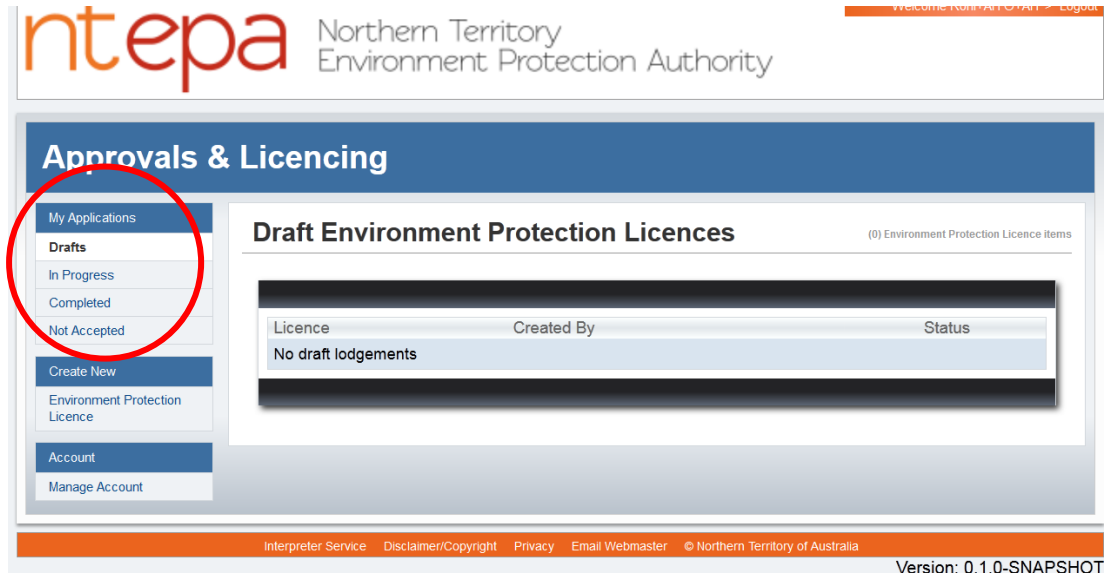 Welcome
> Logout
ntepa
Northern Territory
Environment Protection Authority
Approvals & Licencing
My Applications
Drafts
In Progress
Completed
Not Accepted
Create New
Environment Protection
Licence
Account
Manage Account
Draft Environment Protection Licences
(0) Environment Protection Licence items
Licence Created By Status
No draft lodgements
Interpreter Service Disclaimer/Copyright Privacy Email Webmaster © Northern Territory of Australia
Version: 0.1.0-SNAPSHOT